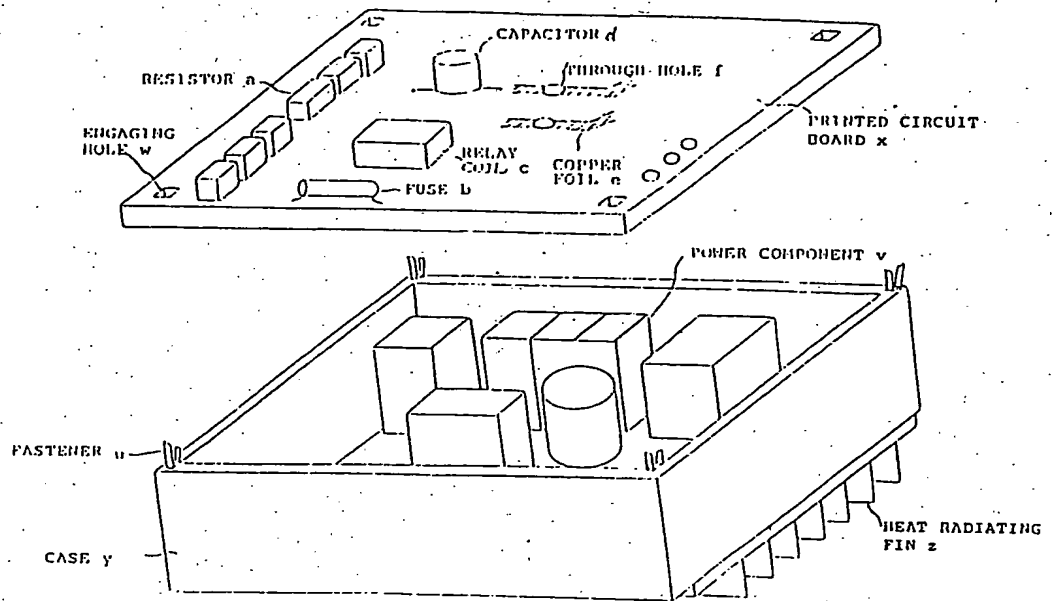 CAPACITOR d
RESISTOR a
THROUGH-HOLE f
ENGAGING
HOLE w
PRINTED CIRCUIT
BOARD x
RELAY
COIL c
COPPER
FOIL e
FUSE b
POWER COMPONENT v
FASTENER u
HEAT RADIATING
FIN z
CASE y